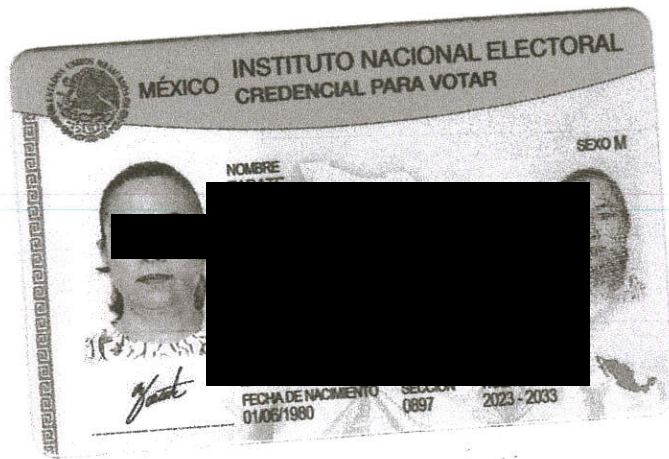 MÉXICO
INSTITUTO NACIONAL ELECTORAL
CREDENCIAL PARA VOTAR
NOMBRE
SEXO M
FECHA DE NACIMIENTO
01/06/1980
SECCIÓN
0897
2023 - 2033